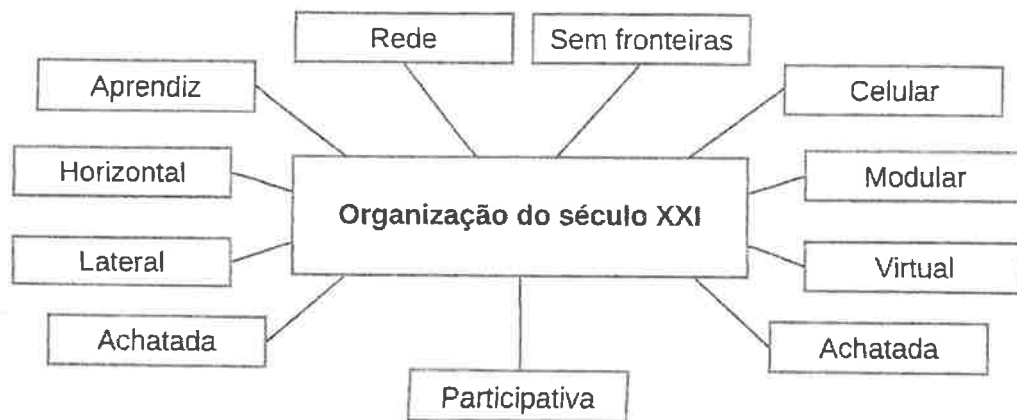 Rede
Sem fronteiras
Aprendiz
Celular
Horizontal
Modular
Organização do século XXI
Lateral
Virtual
Achatada
Achatada
Participativa